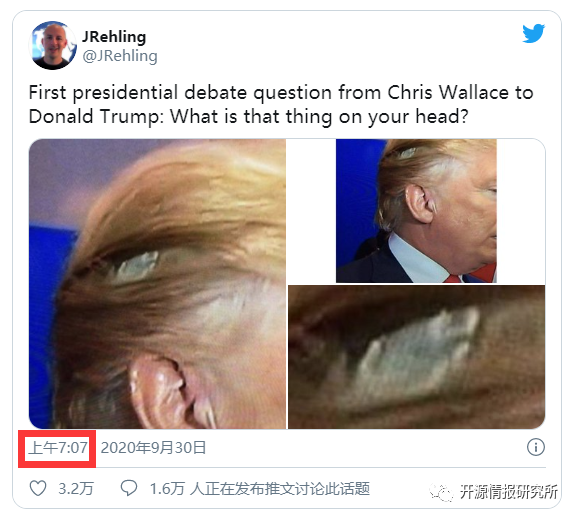 JRehling
@JRehling
First presidential debate question from Chris Wallace to
Donald Trump: What is that thing on your head?
上午7:07 2020年9月30日
3.2万 1.6万 人正在发布推文讨论此话题
开源情报研究所